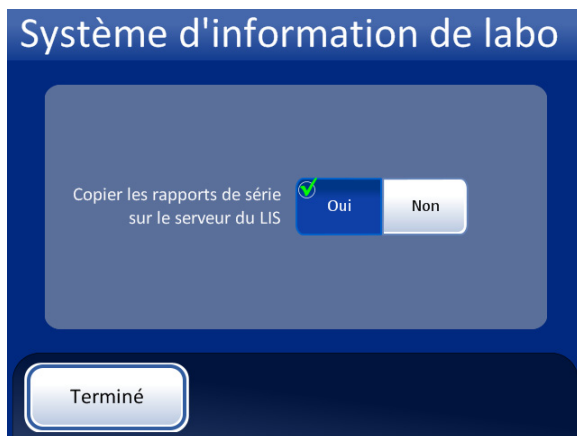 Système d'information de labo
Copier les rapports de série
sur le serveur du LIS
Oui
Non
Terminé